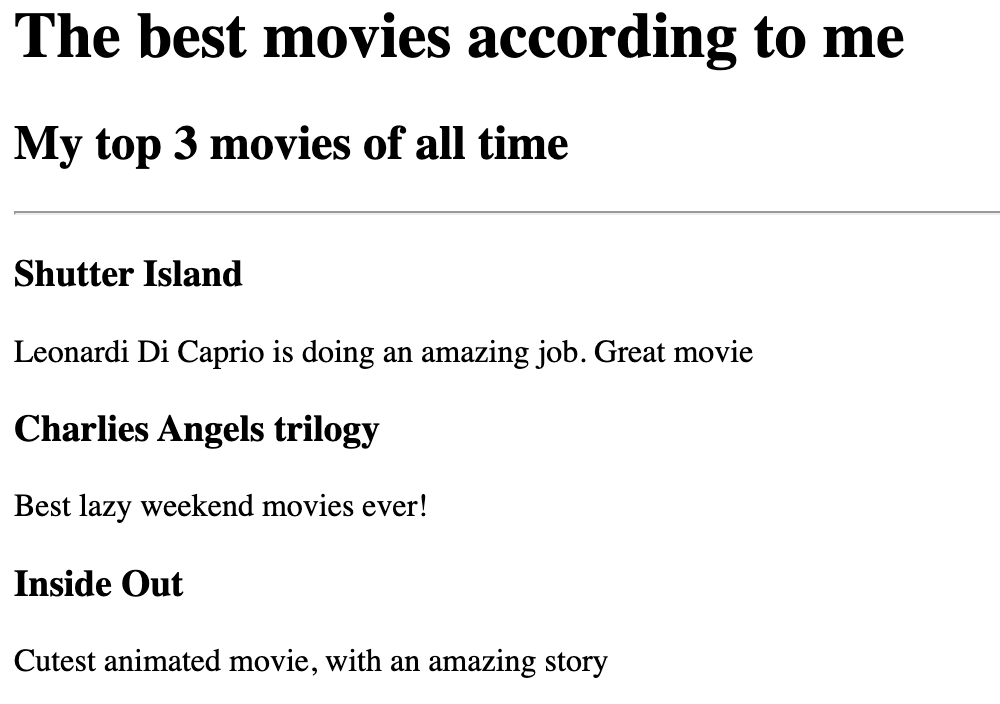 The best movies according to me
My top 3 movies of all time
Shutter Island
Leonardi Di Caprio is doing an amazing job. Great movie
Charlies Angels trilogy
Best lazy weekend movies ever!
Inside Out
Cutest animated movie, with an amazing story